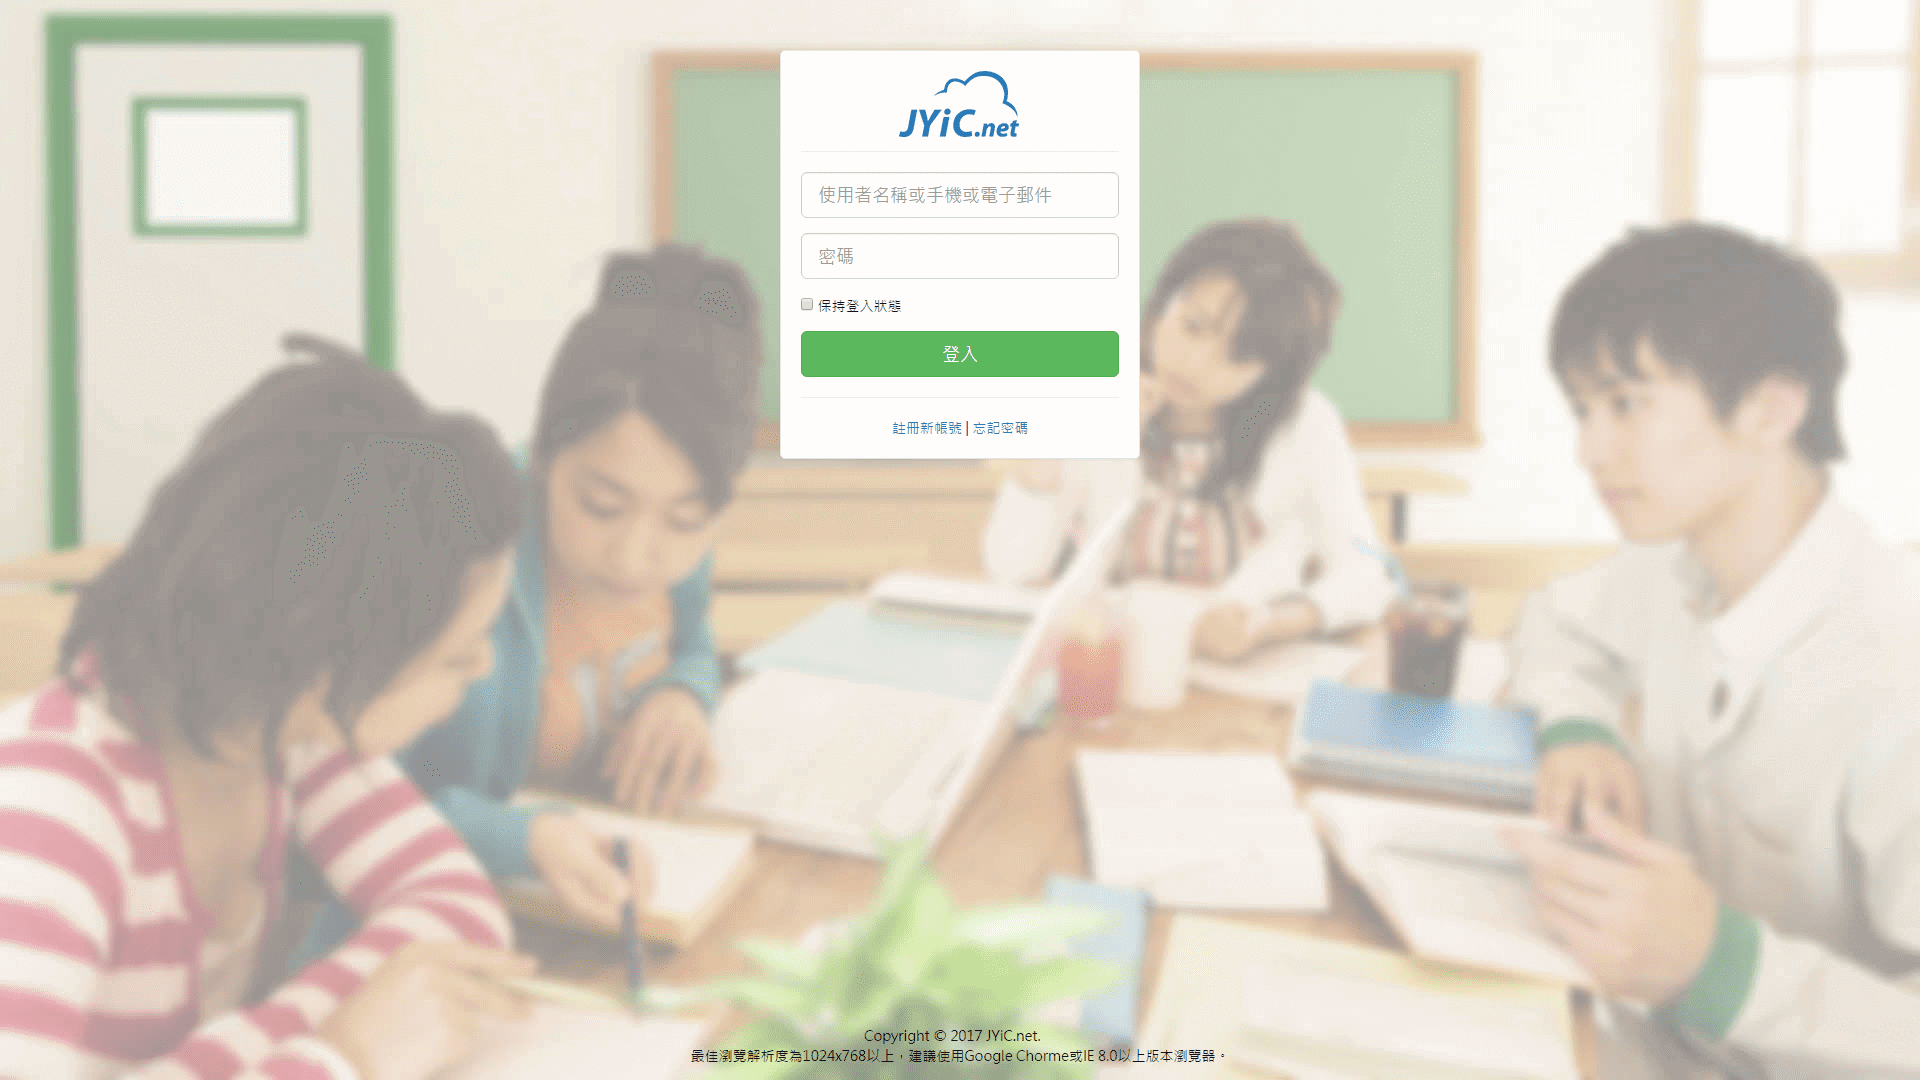 JYiC.net
使用者名稱或手機或電子郵件
密碼
保持登入狀態
登入
註冊新帳號 | 忘記密碼
Copyright © 2017 JYiC.net.
最佳瀏覽解析度為1024x768以上，建議使用Google Chorme或IE 8.0以上版本瀏覽器。